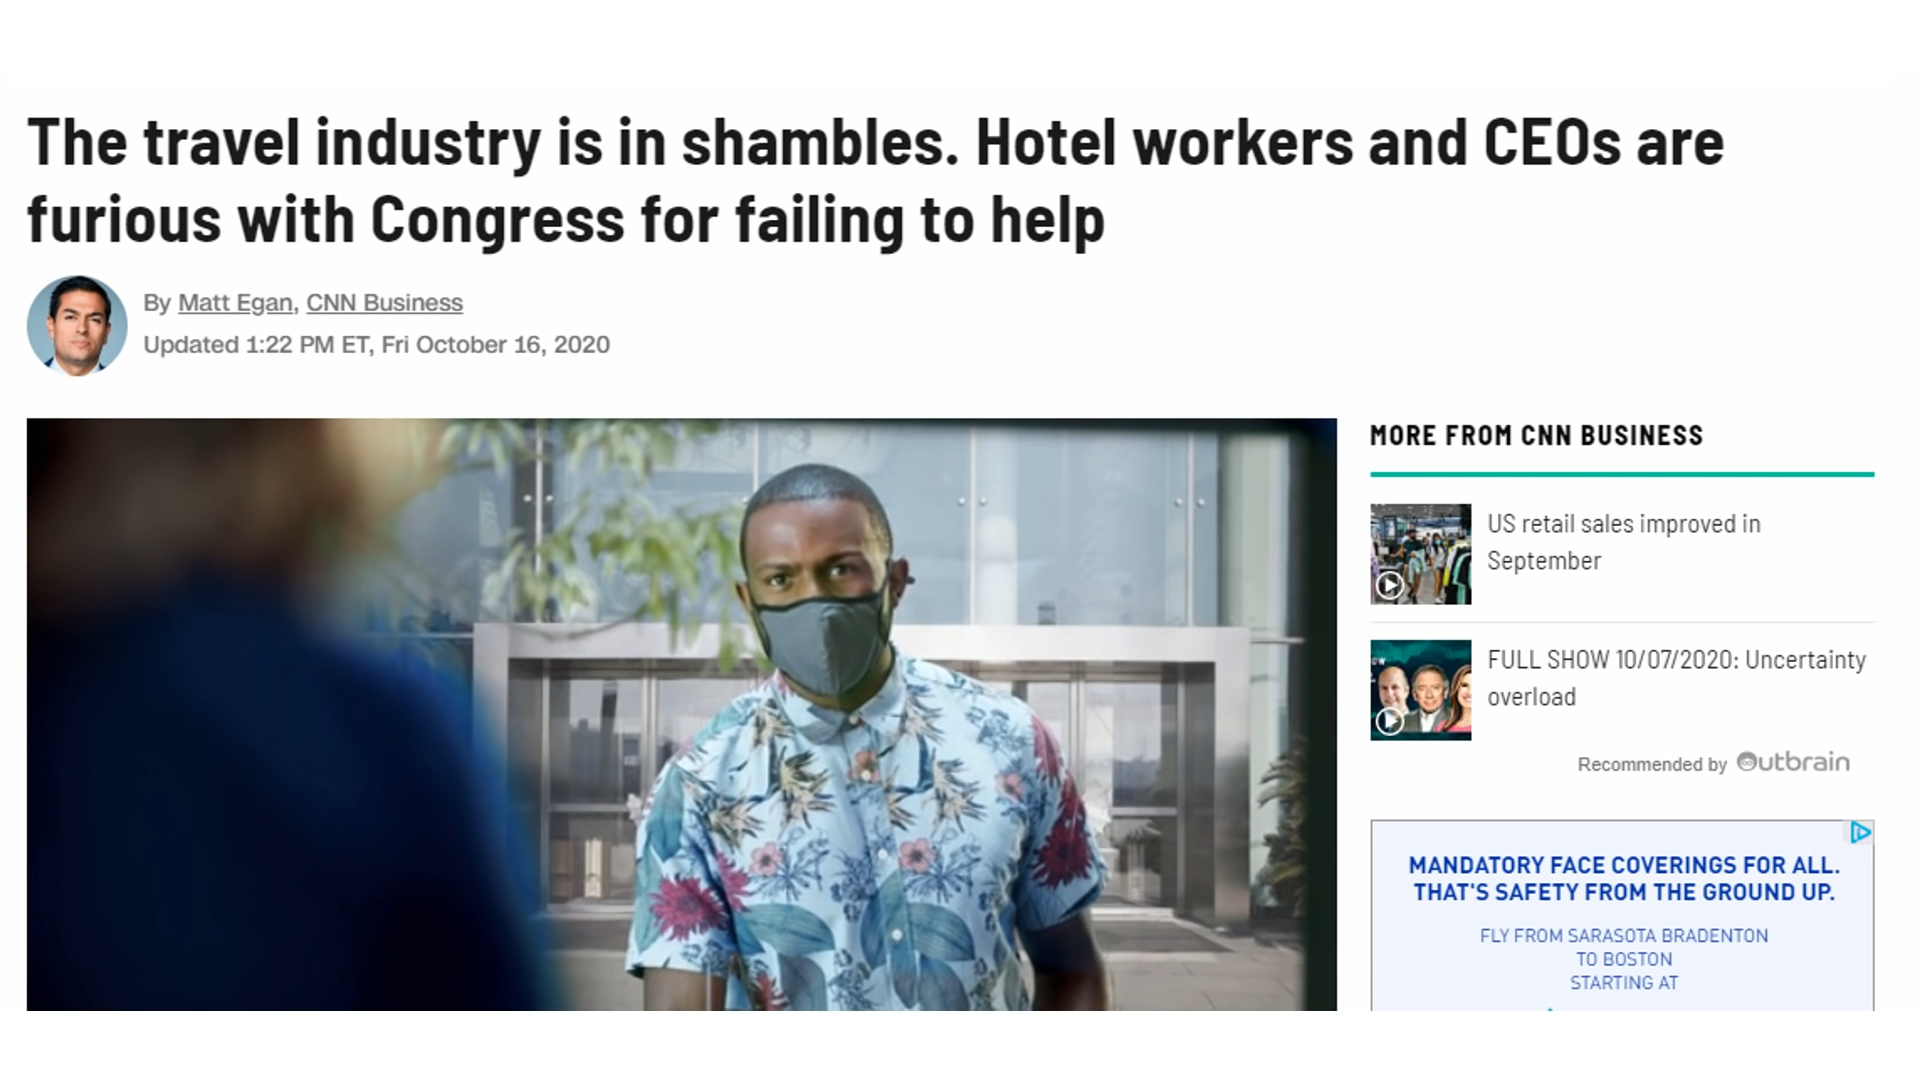 The travel industry is in shambles. Hotel workers and CEOs are
furious with Congress for failing to help
By Matt Egan, CNN Business
Updated 1:22 PM ET, Fri October 16, 2020
MORE FROM CNN BUSINESS
US retail sales improved in
September
FULL SHOW 10/07/2020: Uncertainty
overload
Recommended by Outbrain
MANDATORY FACE COVERINGS FOR ALL.
THAT'S SAFETY FROM THE GROUND UP.
FLY FROM SARASOTA BRADENTON
TO BOSTON
STARTING AT